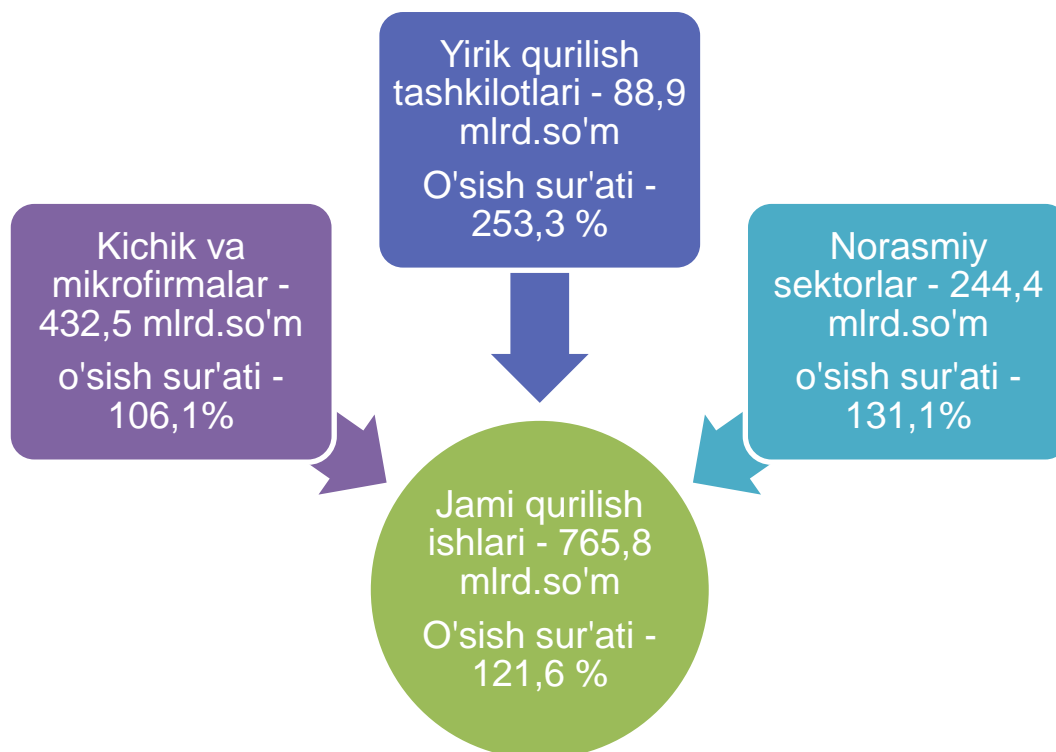 Yirik qurilish
tashkilotlari - 88,9
mlrd.so'm
O'sish sur'ati -
253,3 %
Kichik va
mikrofirmalar -
432,5 mlrd.so'm
o'sish sur'ati -
106,1%
Norasmiy
sektorlar - 244,4
mlrd.so'm
o'sish sur'ati -
131,1%
Jami qurilish
ishlari - 765,8
mlrd.so'm
O'sish sur'ati -
121,6 %